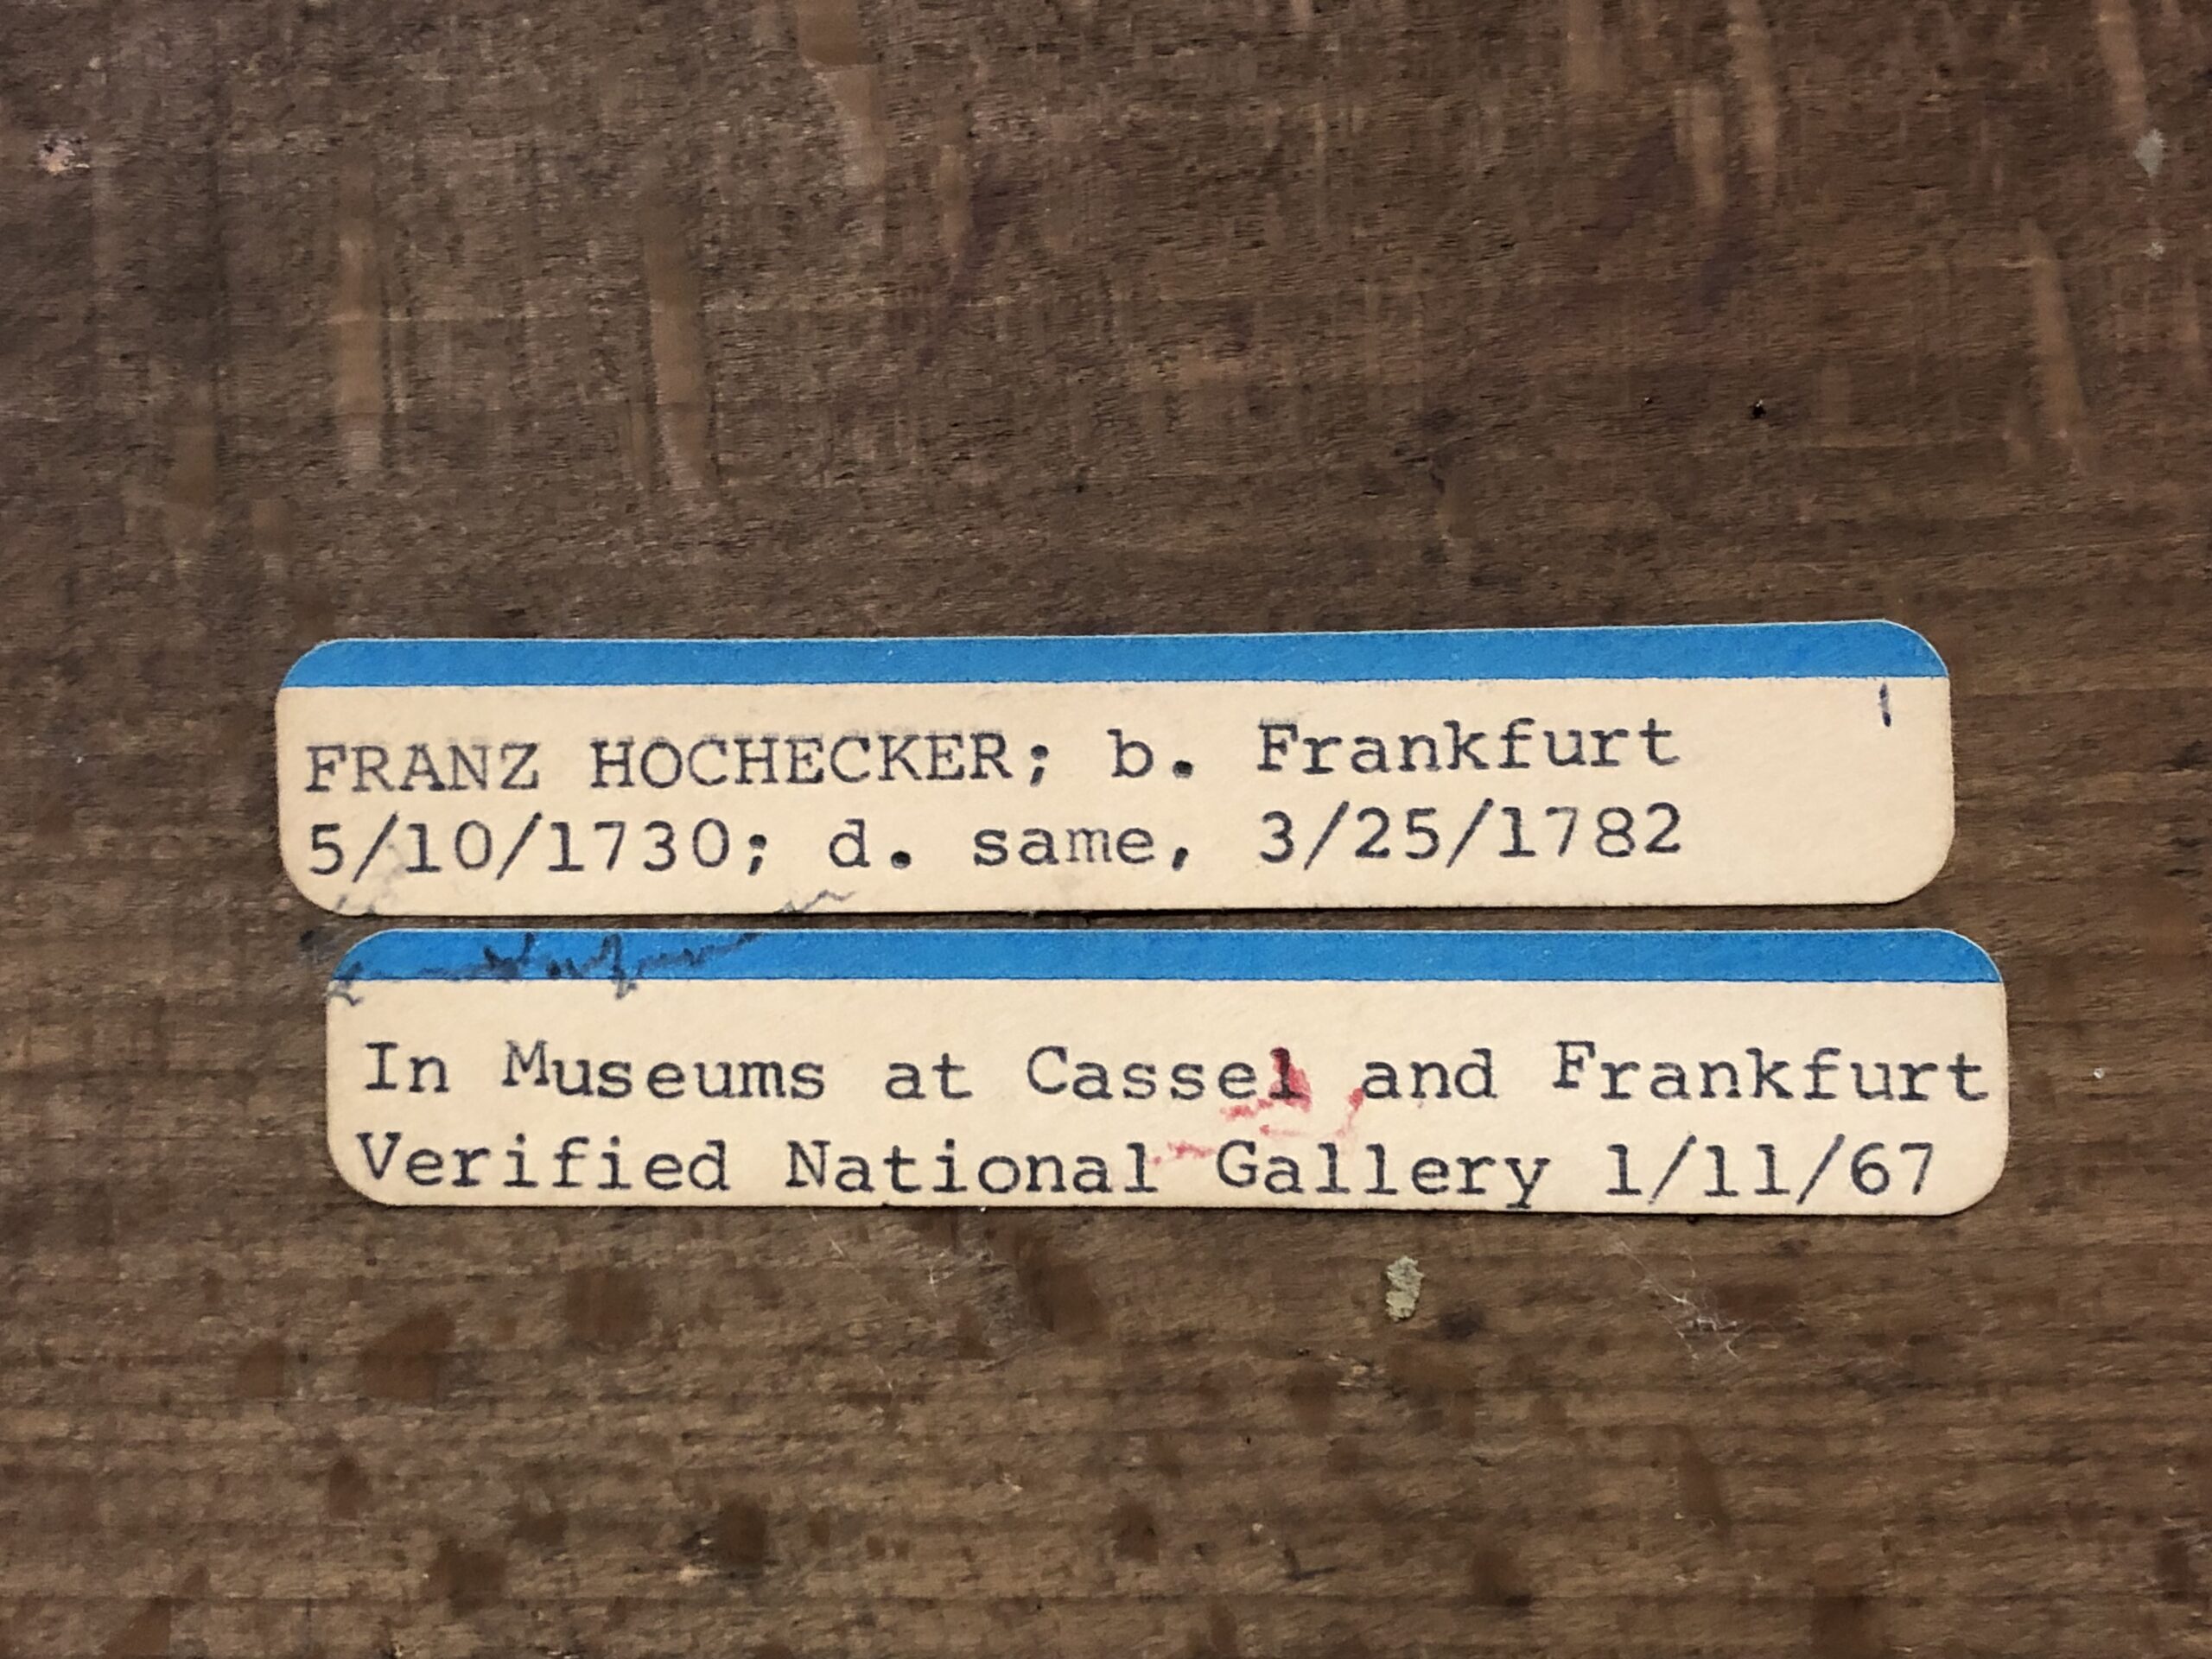 FRANZ HOCHECKER; b. Frankfurt
5/10/1730; d. same, 3/25/1782
In Museums at Cassel and Frankfurt
Verified National Gallery 1/11/67